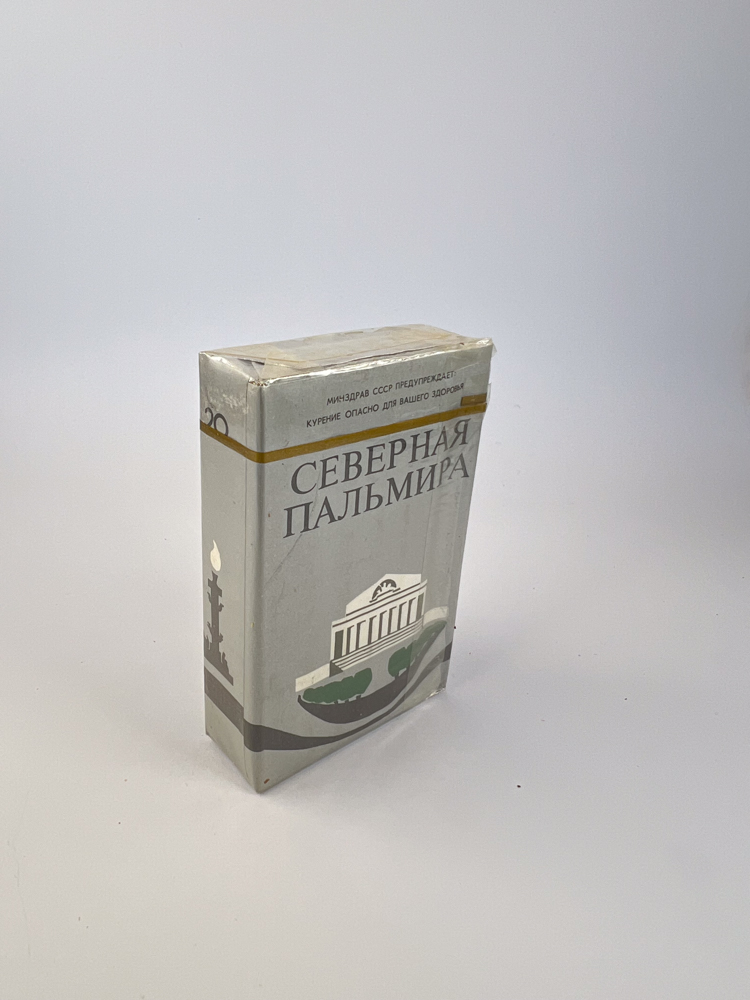 МИНЗДРАВ СССР ПРЕДУПРЕЖДАЕТ:
КУРЕНИЕ ОПАСНО ДЛЯ ВАШЕГО ЗДОРОВЬЯ
СЕВЕРНАЯ
ПАЛЬМИРА
20